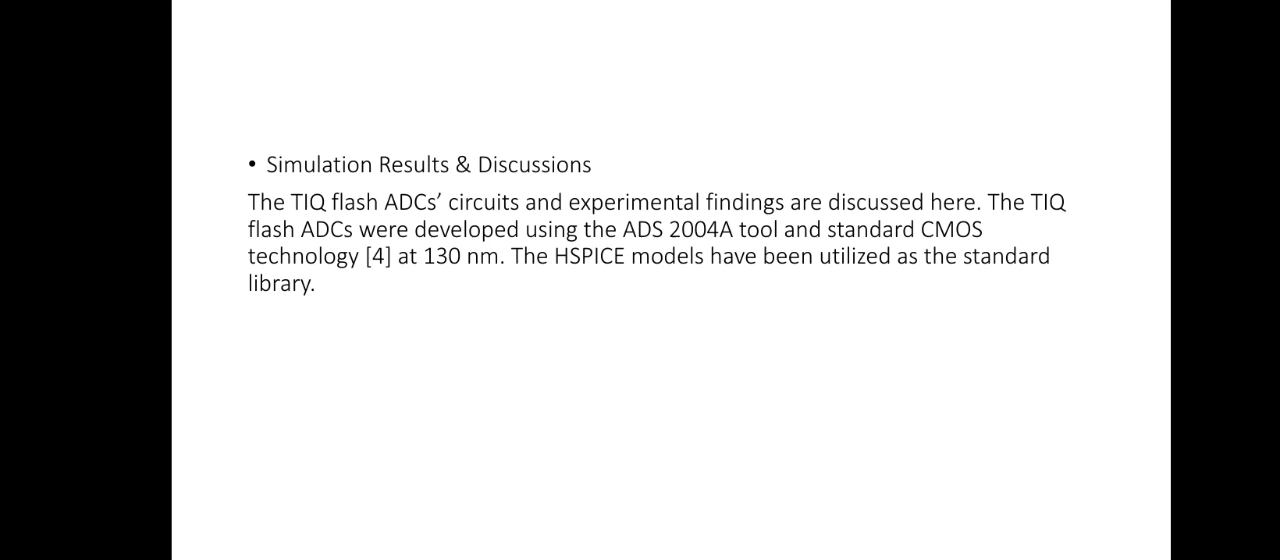 • Simulation Results & Discussions
The TIQ flash ADCs’ circuits and experimental findings are discussed here. The TIQ
flash ADCs were developed using the ADS 2004A tool and standard CMOS
technology [4] at 130 nm. The HSPICE models have been utilized as the standard
library.